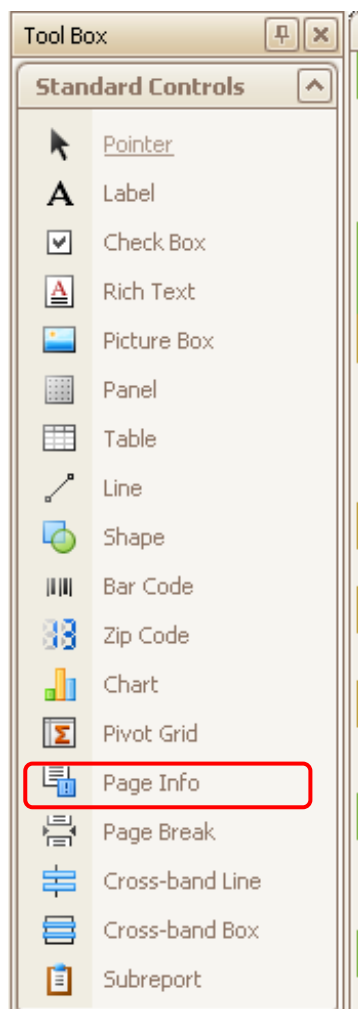 Tool Box
Standard Controls
Pointer
Label
Check Box
Rich Text
Picture Box
Panel
Table
Line
Shape
Bar Code
Zip Code
Chart
Pivot Grid
Page Info
Page Break
Cross-band Line
Cross-band Box
Subreport